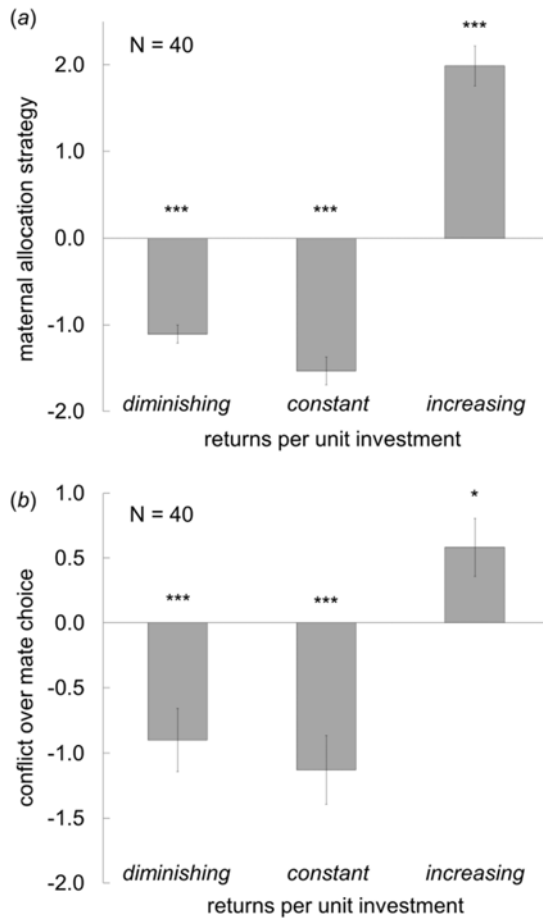 (a)
N = 40
***
2.0
1.0
*** ***
0.0
-1.0
-2.0
diminishing constant increasing
returns per unit investment
maternal allocation strategy
(b)
1.0
N = 40
*
0.5
*** ***
0.0
-0.5
-1.0
-1.5
-2.0
diminishing constant increasing
returns per unit investment
conflict over mate choice